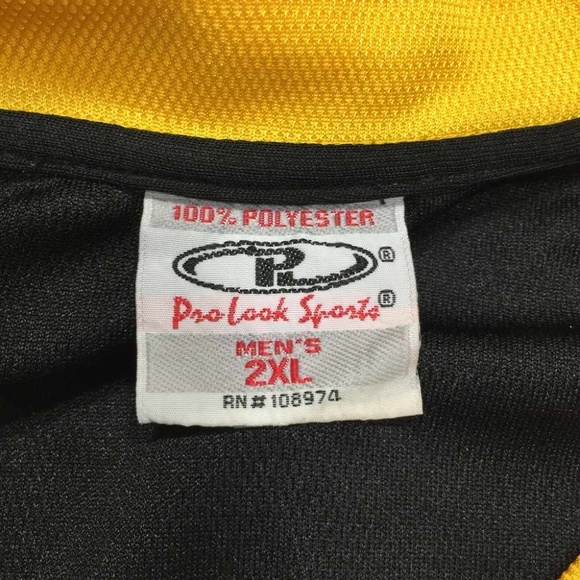 100% POLYESTER
PL ®
Pro Look Sports®
MEN'S
2XL
RN#108974